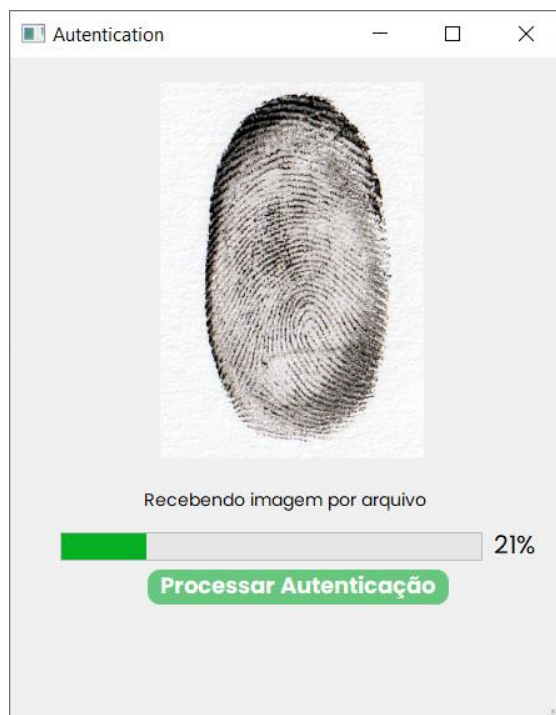 Autentication
Recebendo imagem por arquivo
21%
Processar Autenticação